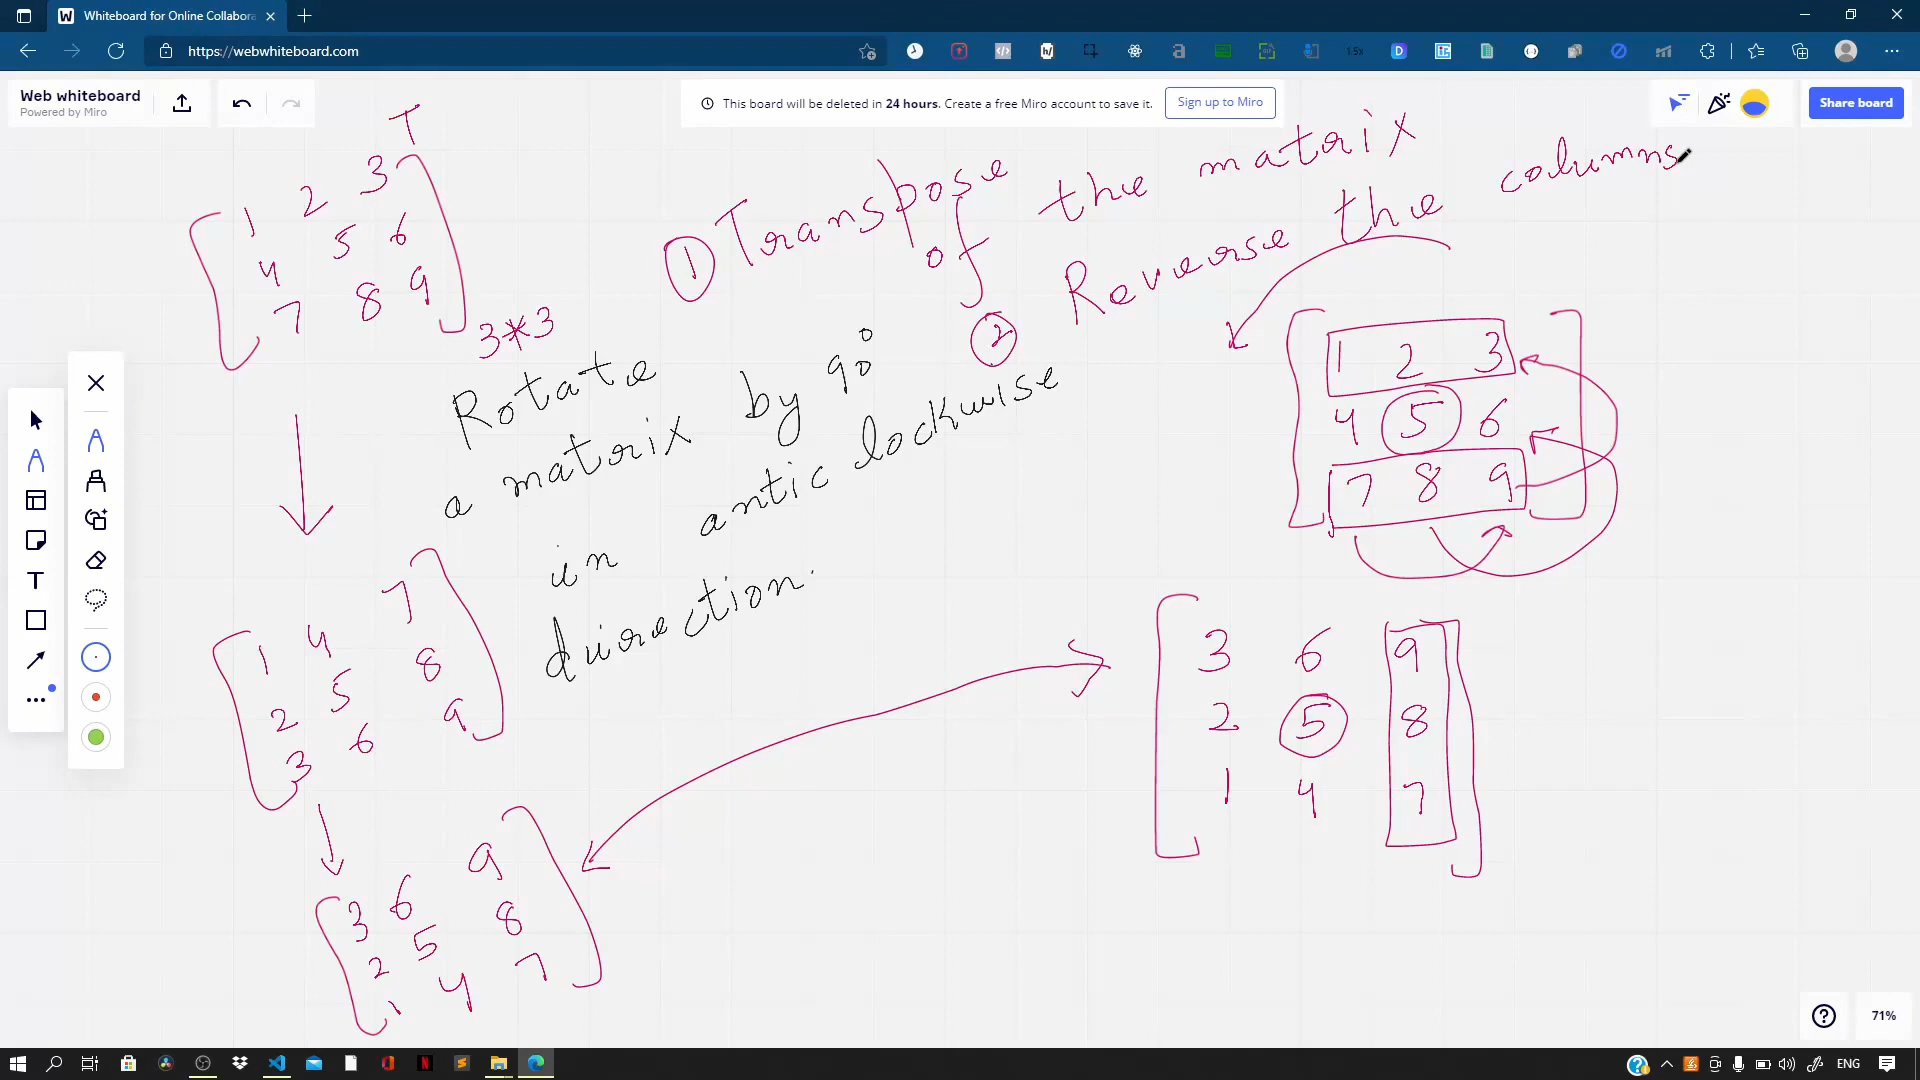 Whiteboard for Online Collabora
https://webwhiteboard.com
1.5x
Web whiteboard
Powered by Miro
This board will be deleted in 24 hours. Create a free Miro account to save it.
Sign up to Miro
Share board
T
1 2 3
4 5 6
7 8 9
3*3
① Transpose
of the matrix
② Reverse the columns
Rotate
a matrix by 90°
in anticlockwise
direction.
1 2 3
4 5 6
7 8 9
1 4 7
2 5 8
3 6 9
3 6 9
2 5 8
1 4 7
3 6 9
2 5 8
1 4 7
71%
ENG